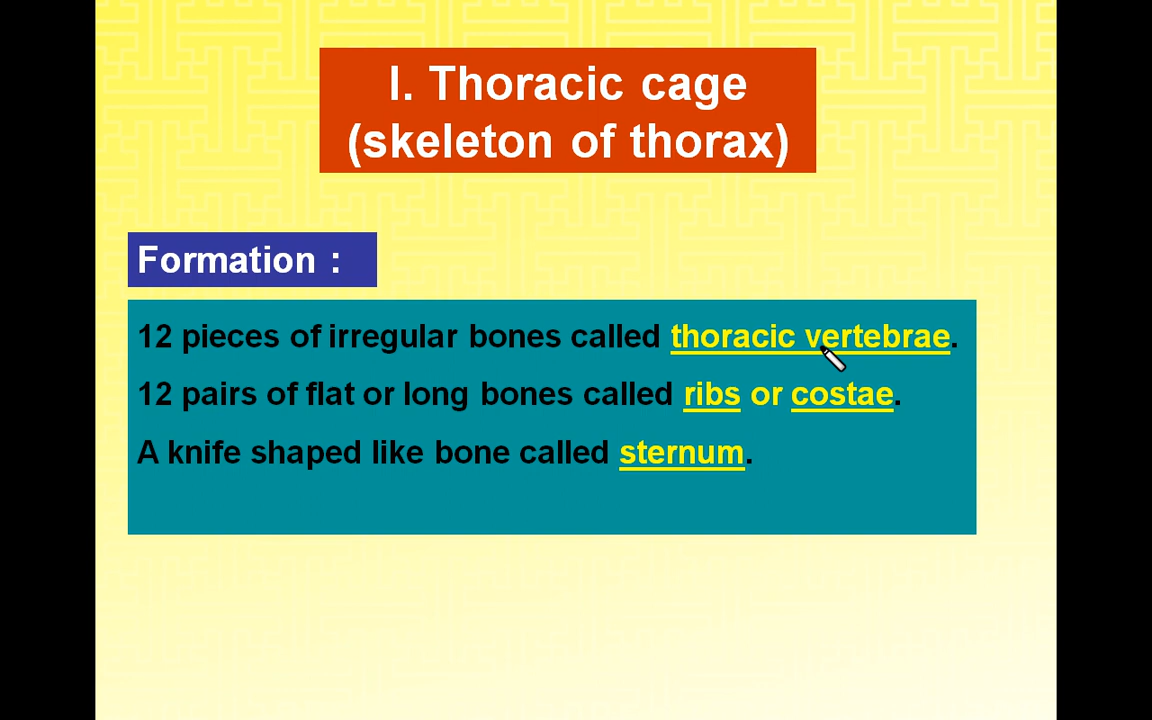 I. Thoracic cage
(skeleton of thorax)
Formation :
12 pieces of irregular bones called thoracic vertebrae.
12 pairs of flat or long bones called ribs or costae.
A knife shaped like bone called sternum.